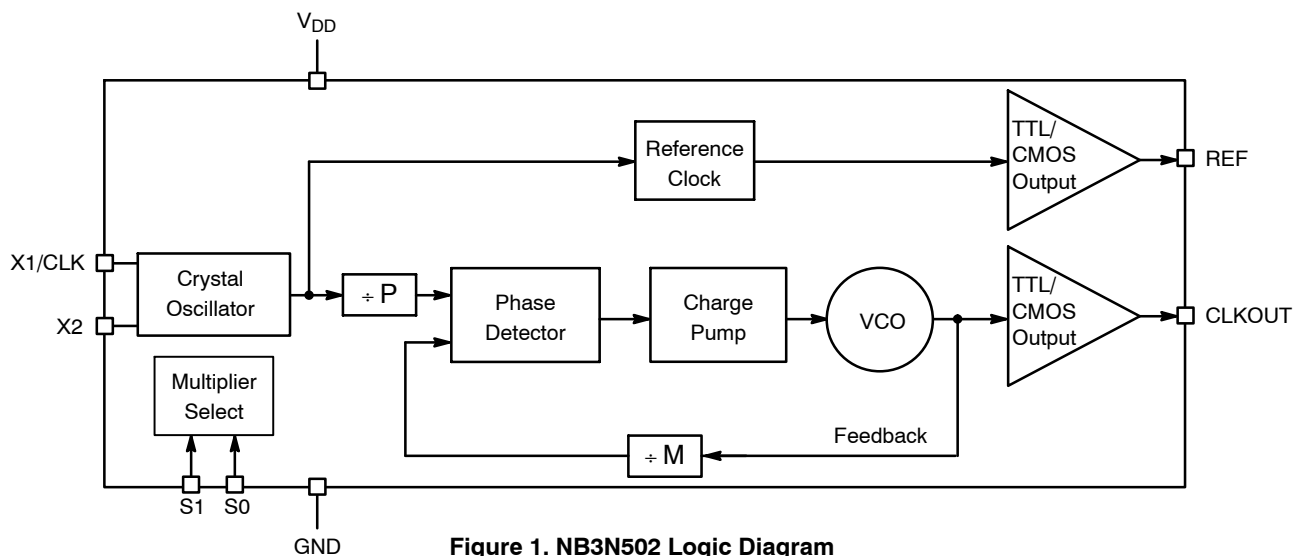 VDD
Reference
Clock
TTL/
CMOS
Output
REF
X1/CLK
X2
Crystal
Oscillator
÷ P
Phase
Detector
Charge
Pump
VCO
TTL/
CMOS
Output
CLKOUT
Multiplier
Select
Feedback
÷ M
S1 S0
GND
Figure 1. NB3N502 Logic Diagram